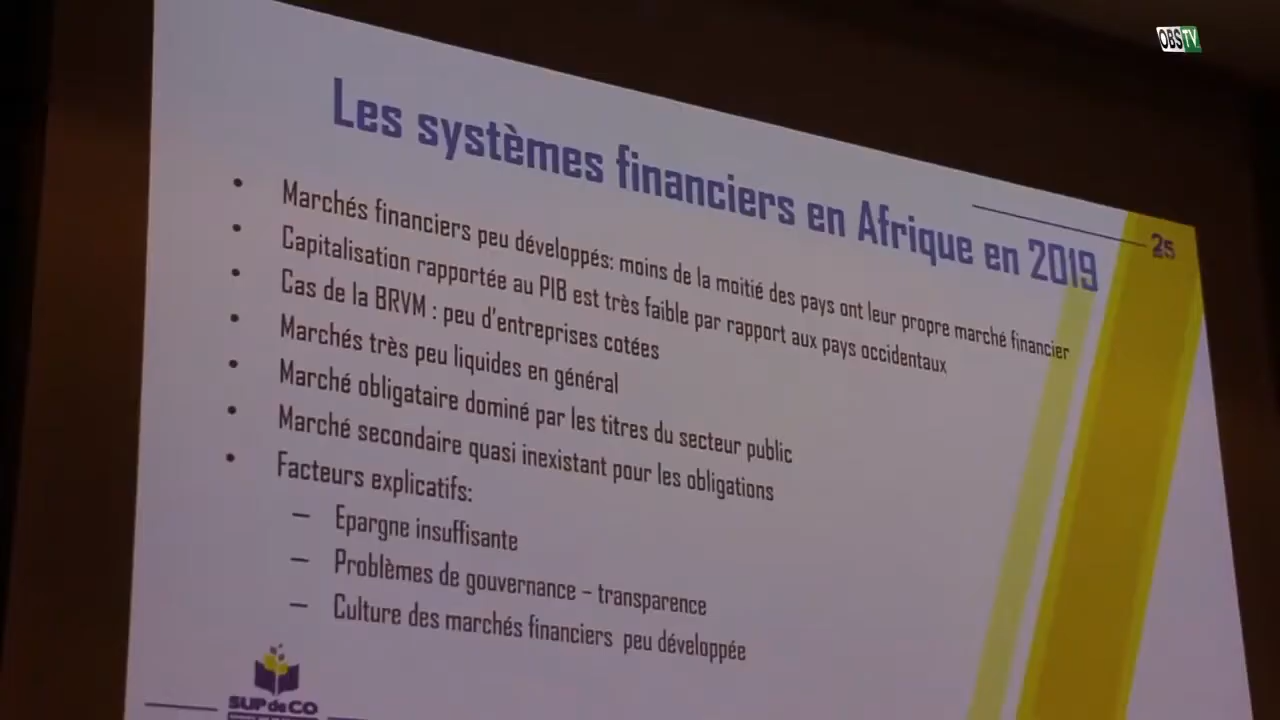 OBSTV
Les systèmes financiers en Afrique en 2019
25
• Marchés financiers peu développés: moins de la moitié des pays ont leur propre marché financier
• Capitalisation rapportée au PIB est très faible par rapport aux pays occidentaux
• Cas de la BRVM : peu d'entreprises cotées
• Marchés très peu liquides en général
• Marché obligataire dominé par les titres du secteur public
• Marché secondaire quasi inexistant pour les obligations
• Facteurs explicatifs:
– Epargne insuffisante
– Problèmes de gouvernance – transparence
– Culture des marchés financiers peu développée
SUP de CO